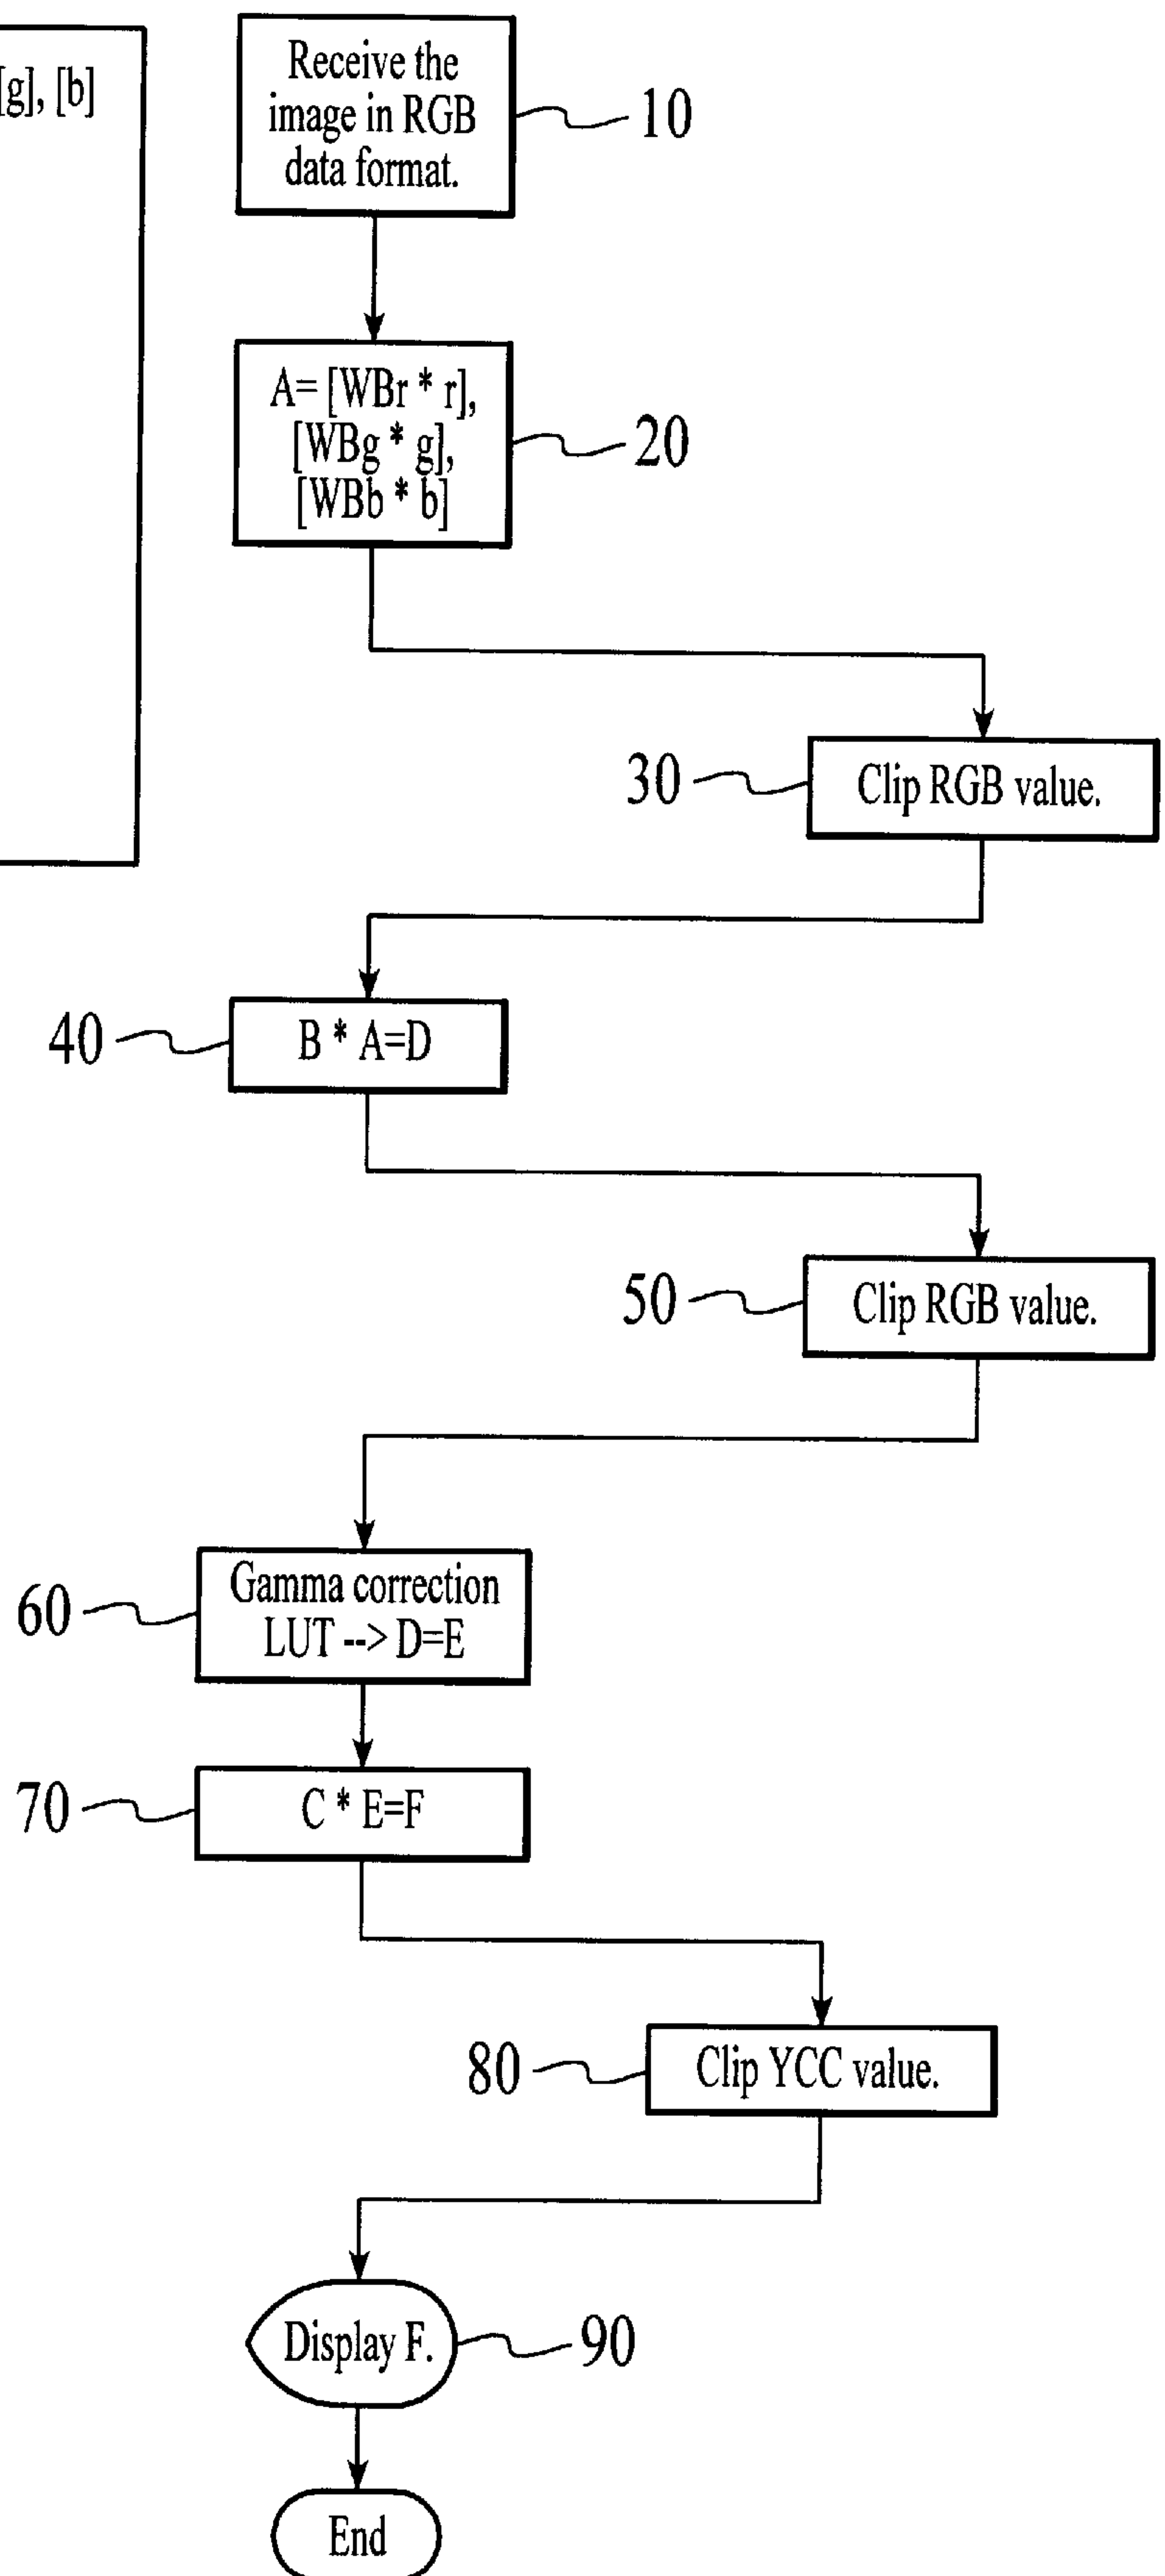 [g], [b]
Receive the
image in RGB
data format.
10
A= [WBr * r],
[WBg * g],
[WBb * b]
20
30
Clip RGB value.
40
B * A=D
50
Clip RGB value.
60
Gamma correction
LUT --> D=E
70
C * E=F
80
Clip YCC value.
Display F.
90
End